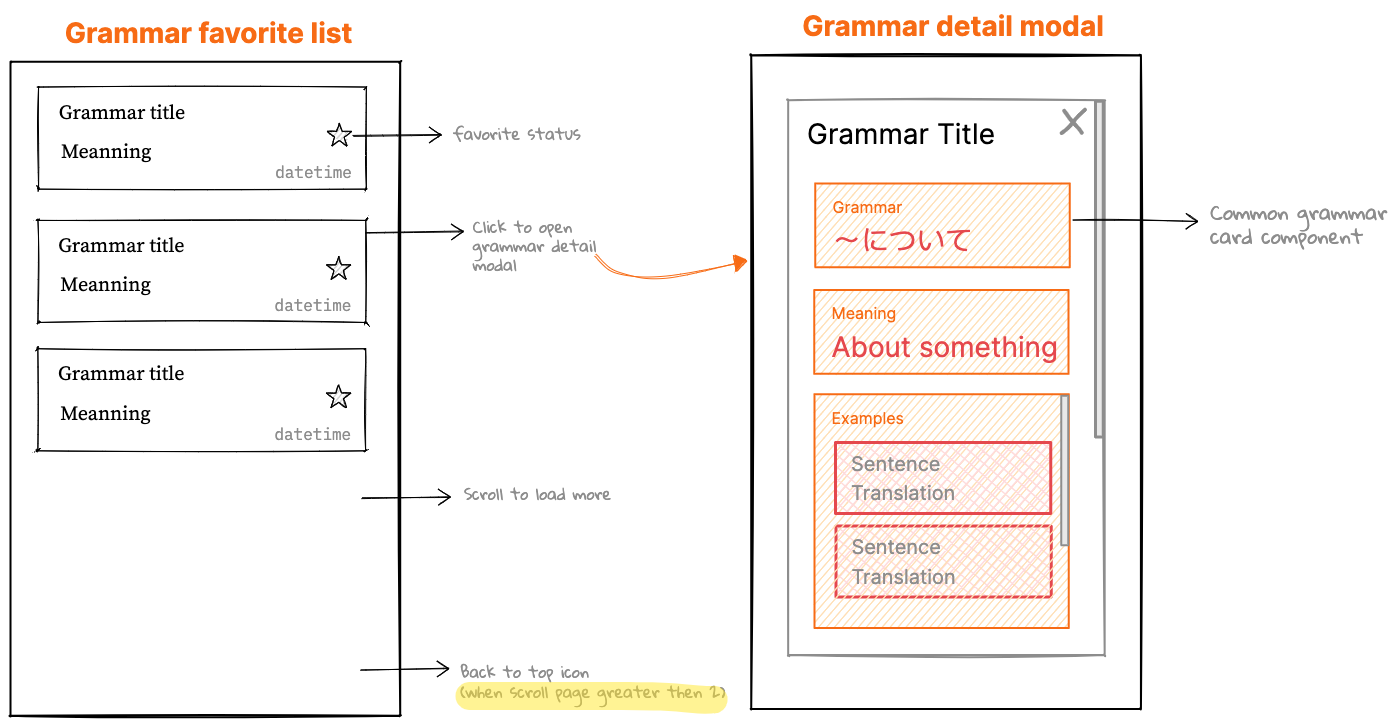 Grammar favorite list
Grammar title
Meanning
datetime
favorite status
Grammar title
Meanning
datetime
Click to open
grammar detail
modal
Grammar title
Meanning
datetime
Scroll to load more
Back to top icon
(when scroll page greater then 2)
Grammar detail modal
Grammar Title
Grammar
～について
Common grammar
card component
Meaning
About something
Examples
Sentence
Translation
Sentence
Translation